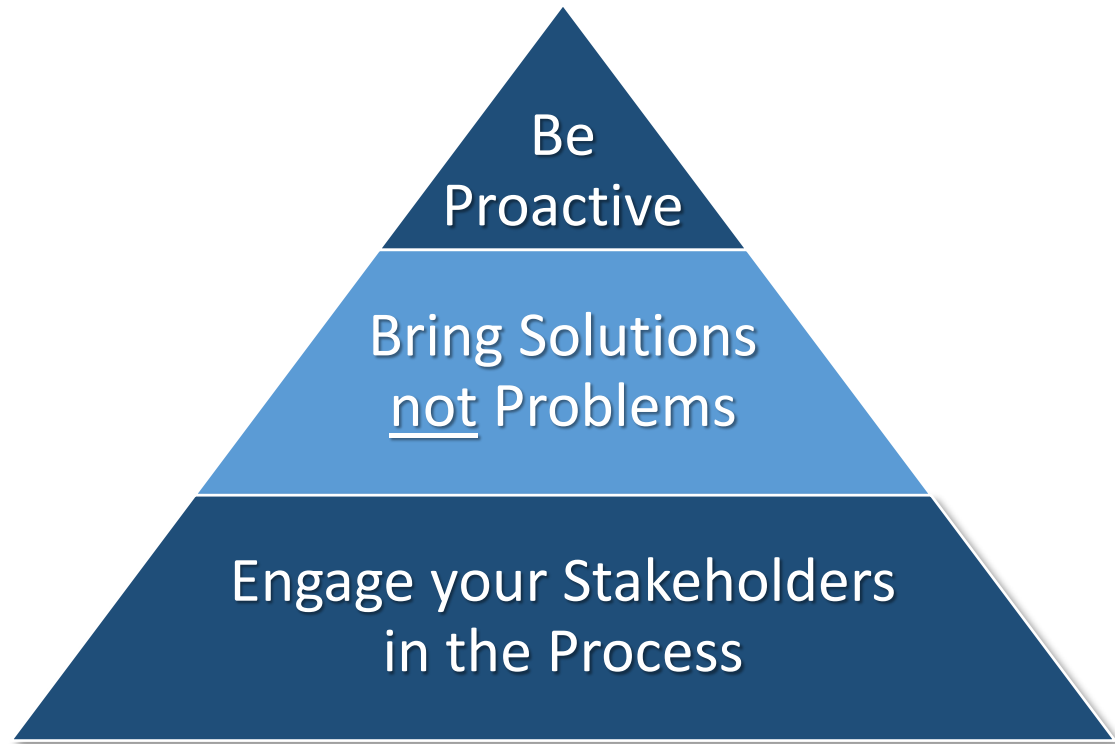 Be
Proactive
Bring Solutions
not Problems
Engage your Stakeholders
in the Process